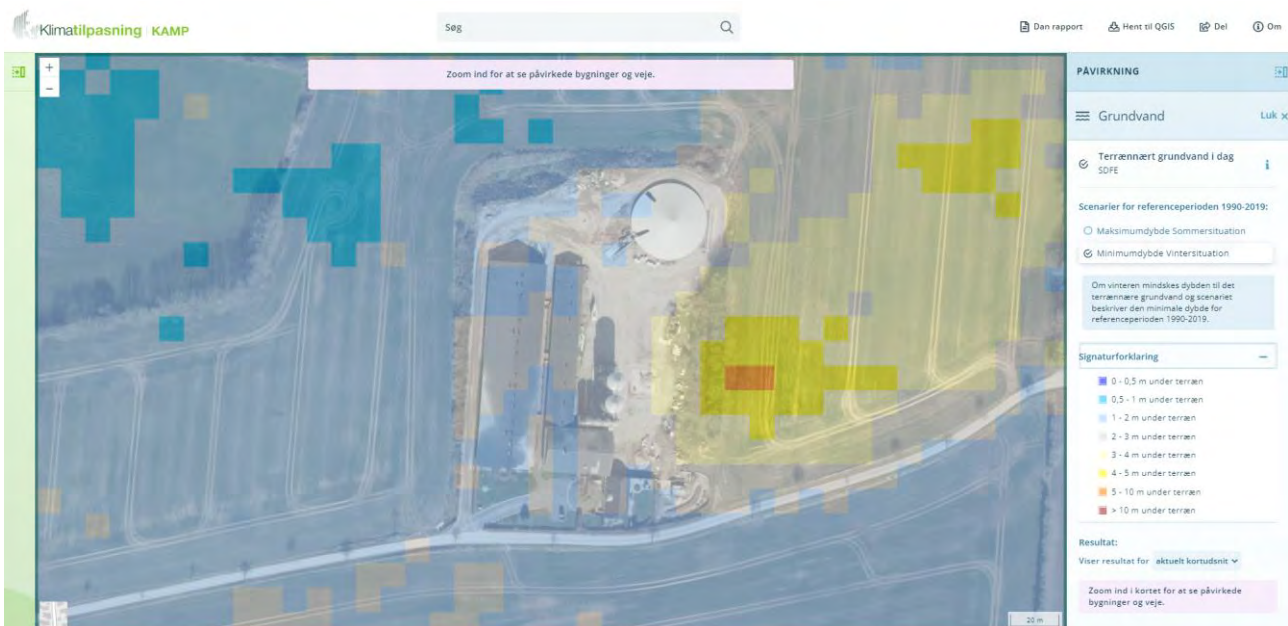 Klimatilpasning KAMP
Søg
Dan rapport
Hent til QGIS
Del
Om
+
−
Zoom ind for at se påvirkede bygninger og veje.
20 m
PÅVIRKNING
Grundvand
Luk ×
Terrænnært grundvand i dag
SDFE
Scenarier for referenceperioden 1990-2019:
Maksimumdybde Sommersituation
Minimumdybde Vintersituation
Om vinteren mindskes dybden til det
terrænnære grundvand og scenariet
beskriver den minimale dybde for
referenceperioden 1990-2019.
Signaturforklaring
0 - 0,5 m under terræn
0,5 - 1 m under terræn
1 - 2 m under terræn
2 - 3 m under terræn
3 - 4 m under terræn
4 - 5 m under terræn
5 - 10 m under terræn
> 10 m under terræn
Resultat:
Viser resultat for aktuelt kortudsnit
Zoom ind i kortet for at se påvirkede
bygninger og veje.